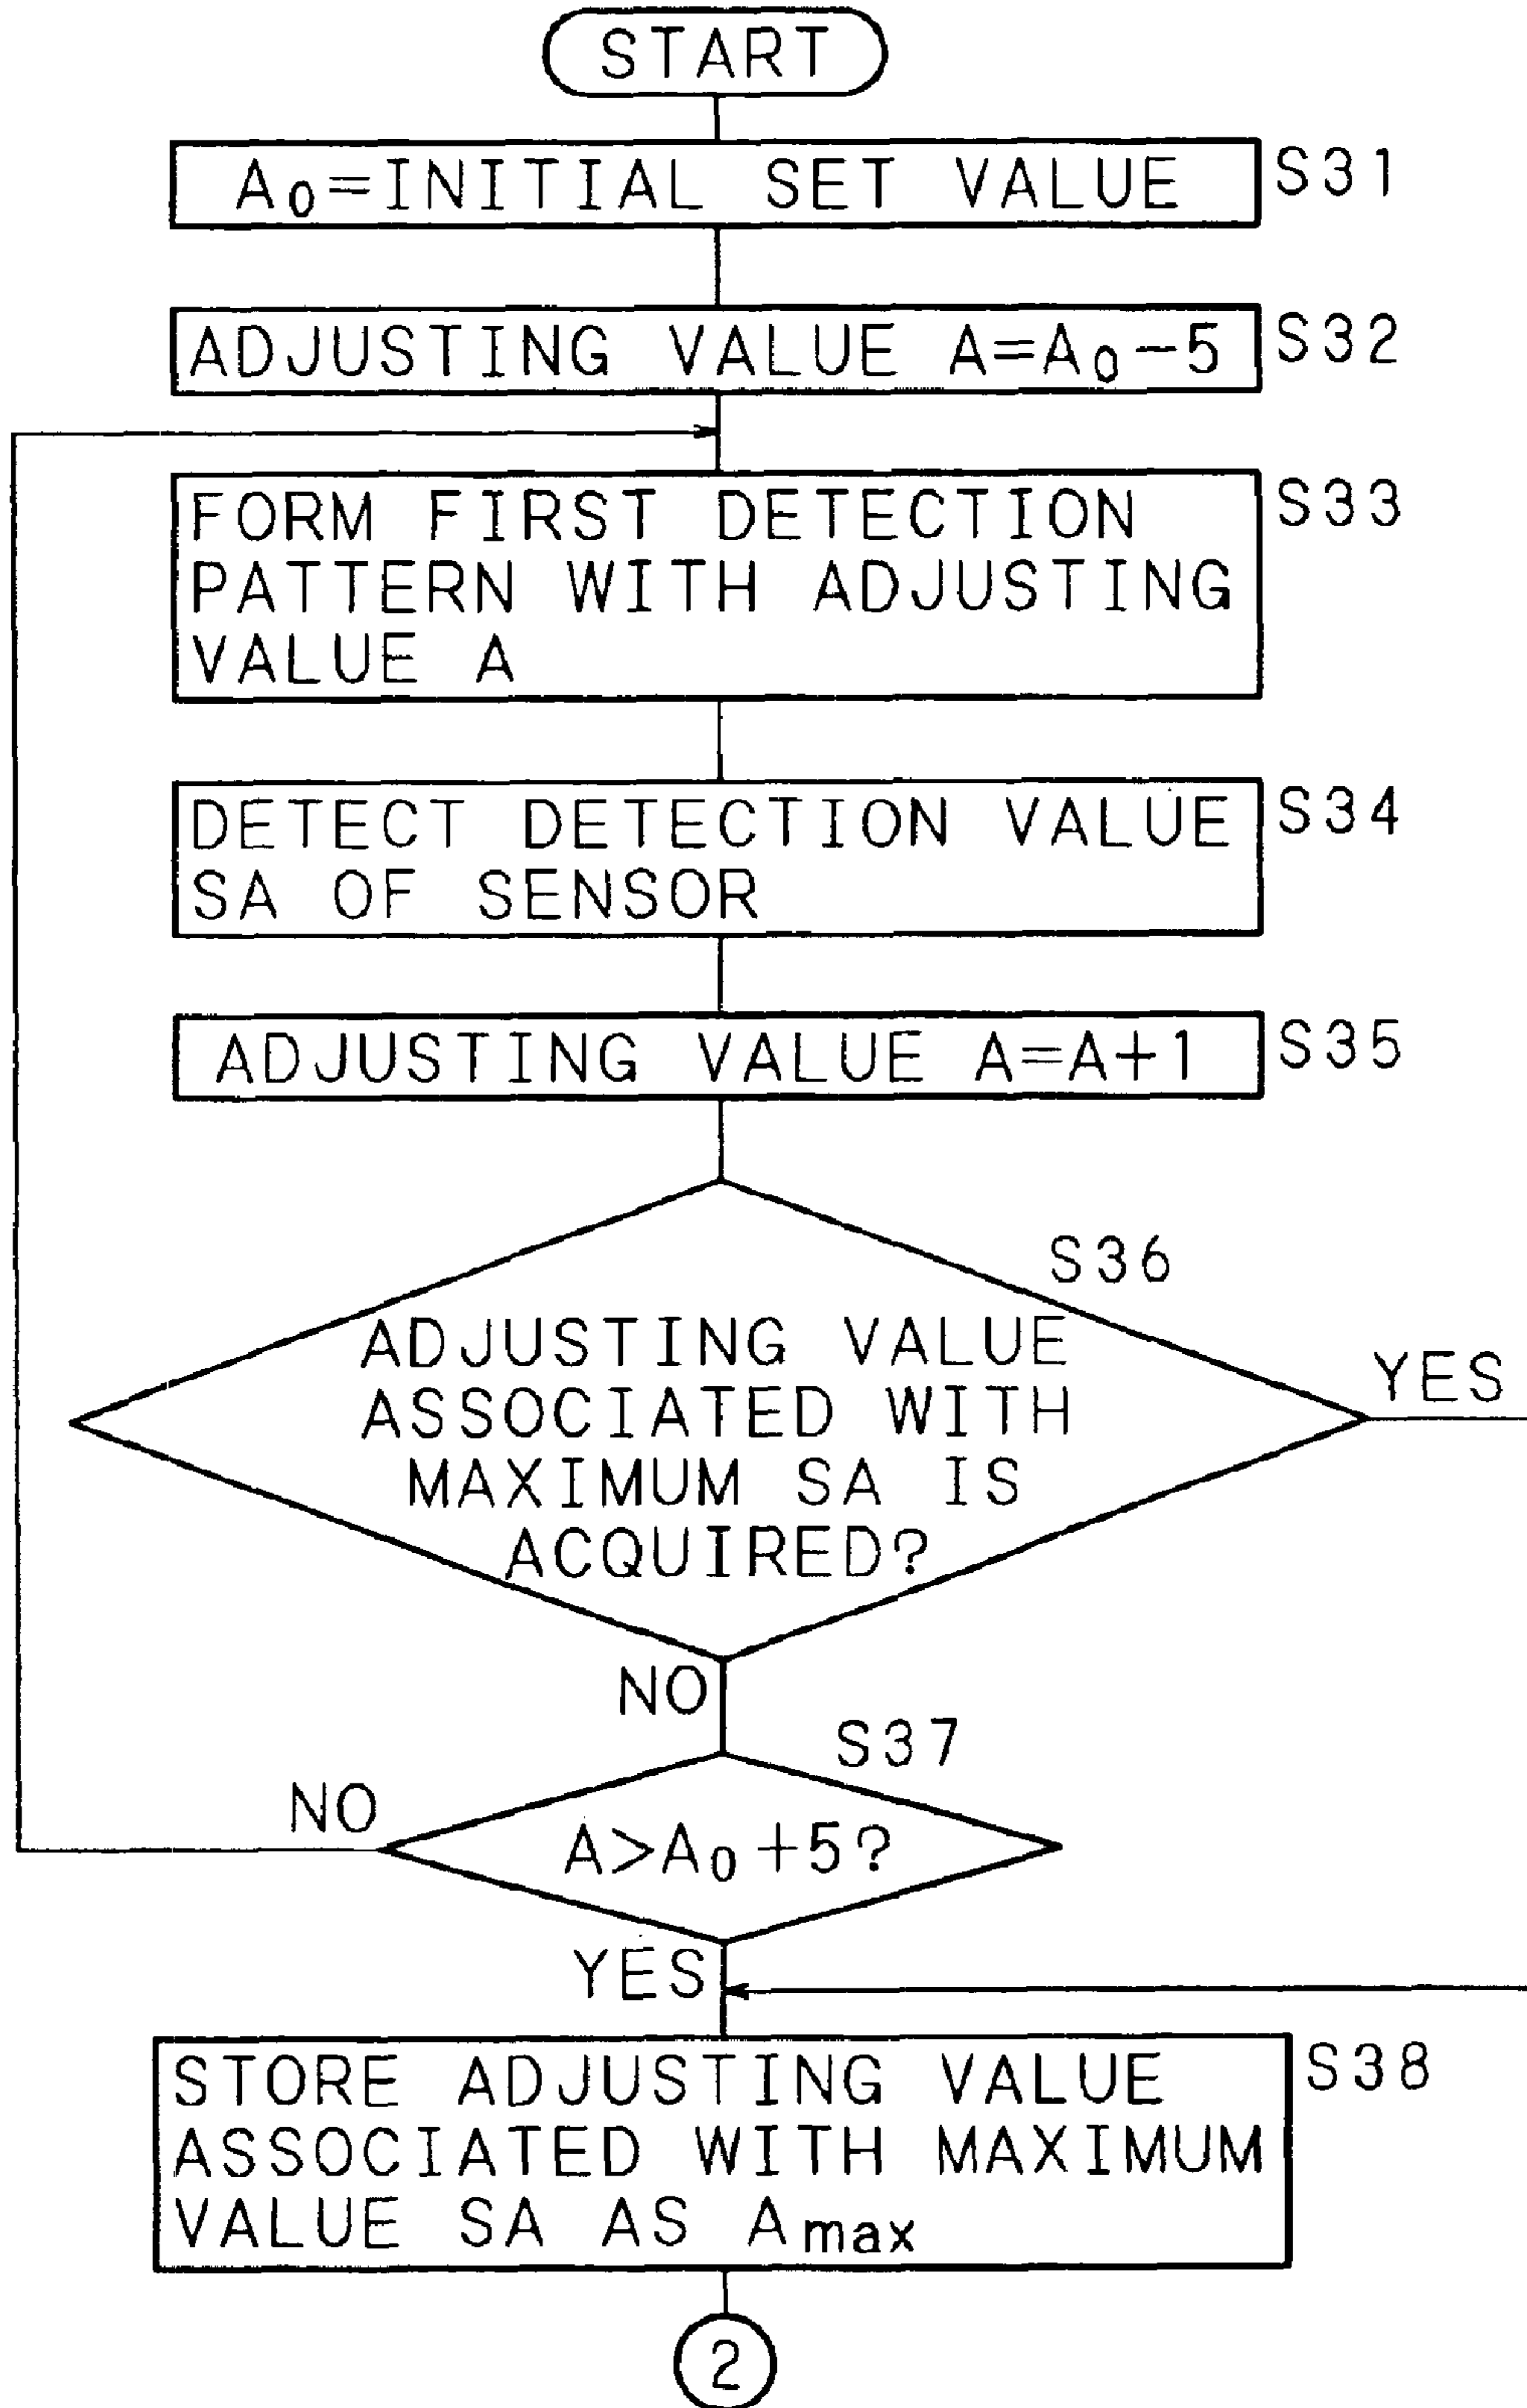 START
A0=INITIAL SET VALUE S31
ADJUSTING VALUE A=A0-5 S32
FORM FIRST DETECTION S33
PATTERN WITH ADJUSTING
VALUE A
DETECT DETECTION VALUE S34
SA OF SENSOR
ADJUSTING VALUE A=A+1 S35
S36
ADJUSTING VALUE
ASSOCIATED WITH
MAXIMUM SA IS
ACQUIRED?
YES
NO
S37
NO
A>A0+5?
YES
STORE ADJUSTING VALUE S38
ASSOCIATED WITH MAXIMUM
VALUE SA AS Amax
2